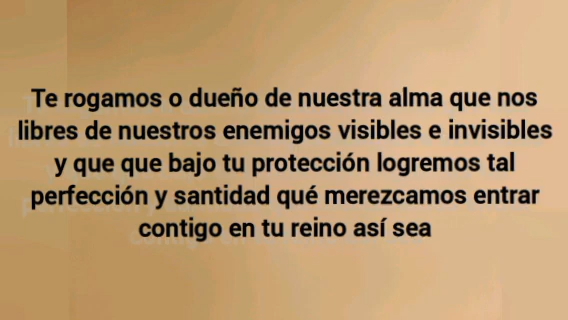 Te rogamos o dueño de nuestra alma que nos
libres de nuestros enemigos visibles e invisibles
y que que bajo tu protección logremos tal
perfección y santidad qué merezcamos entrar
contigo en tu reino así sea